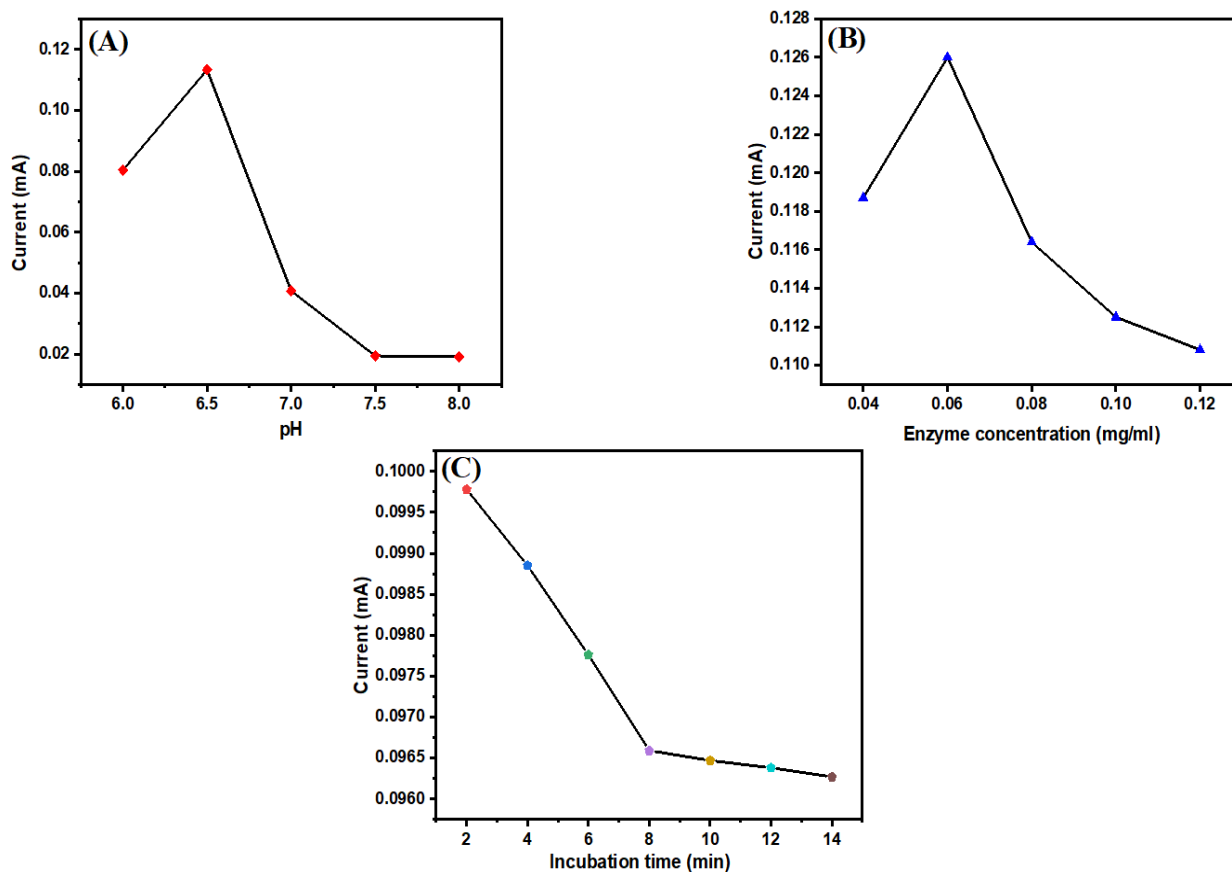 (A)
0.12
0.10
0.08
0.06
0.04
0.02
Current (mA)
6.0 6.5 7.0 7.5 8.0
pH
(B)
0.128
0.126
0.124
0.122
0.120
0.118
0.116
0.114
0.112
0.110
Current (mA)
0.04 0.06 0.08 0.10 0.12
Enzyme concentration (mg/ml)
(C)
0.1000
0.0995
0.0990
0.0985
0.0980
0.0975
0.0970
0.0965
0.0960
Current (mA)
2 4 6 8 10 12 14
Incubation time (min)